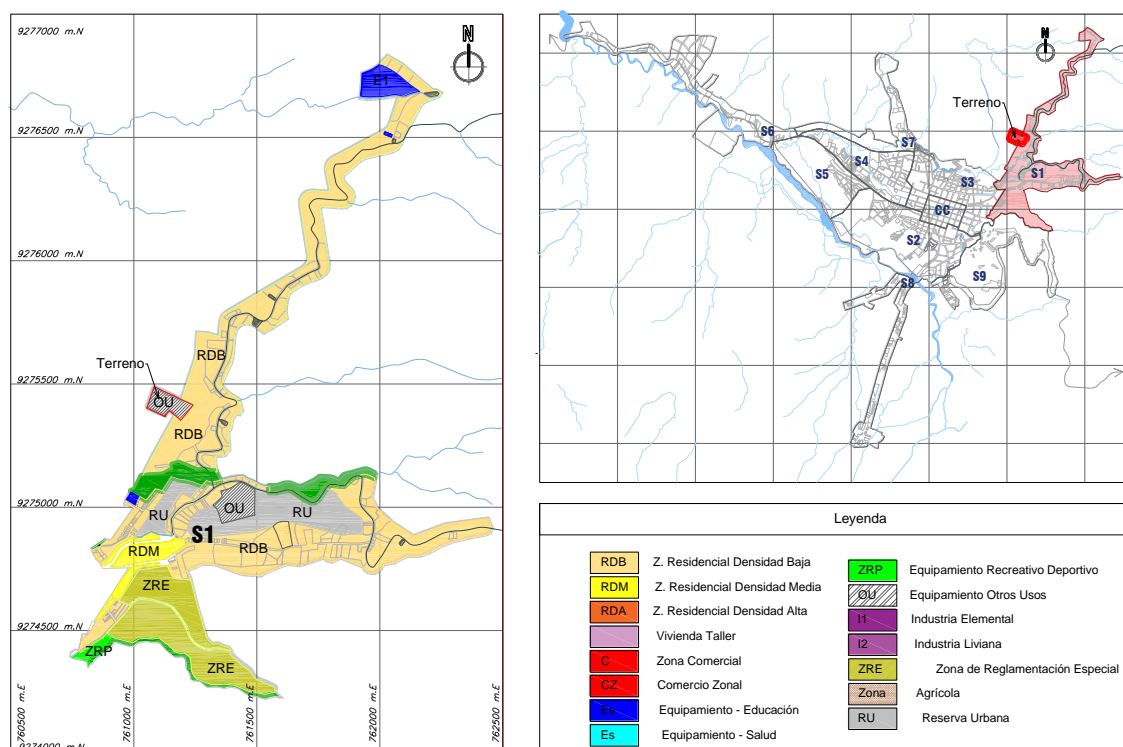 9277000 m.N
N
E1
9276500 m.N
9276000 m.N
RDB
Terreno
9275500 m.N
OU
RDB
9275000 m.N
OU
RU
RU
S1
RDM
RDB
ZRE
9274500 m.N
ZRP
ZRE
9274000 m.N
760500 m.E
761000 m.E
761500 m.E
762000 m.E
762500 m.E
N
Terreno
S6
S7
S4
S3
S5
S1
CC
S2
S9
S8
Leyenda
RDB Z. Residencial Densidad Baja
RDM Z. Residencial Densidad Media
RDA Z. Residencial Densidad Alta
Vivienda Taller
C Zona Comercial
CZ Comercio Zonal
Equipamiento - Educación
Es Equipamiento - Salud
ZRP Equipamiento Recreativo Deportivo
OU Equipamiento Otros Usos
I1 Industria Elemental
I2 Industria Liviana
ZRE Zona de Reglamentación Especial
Zona Agrícola
RU Reserva Urbana